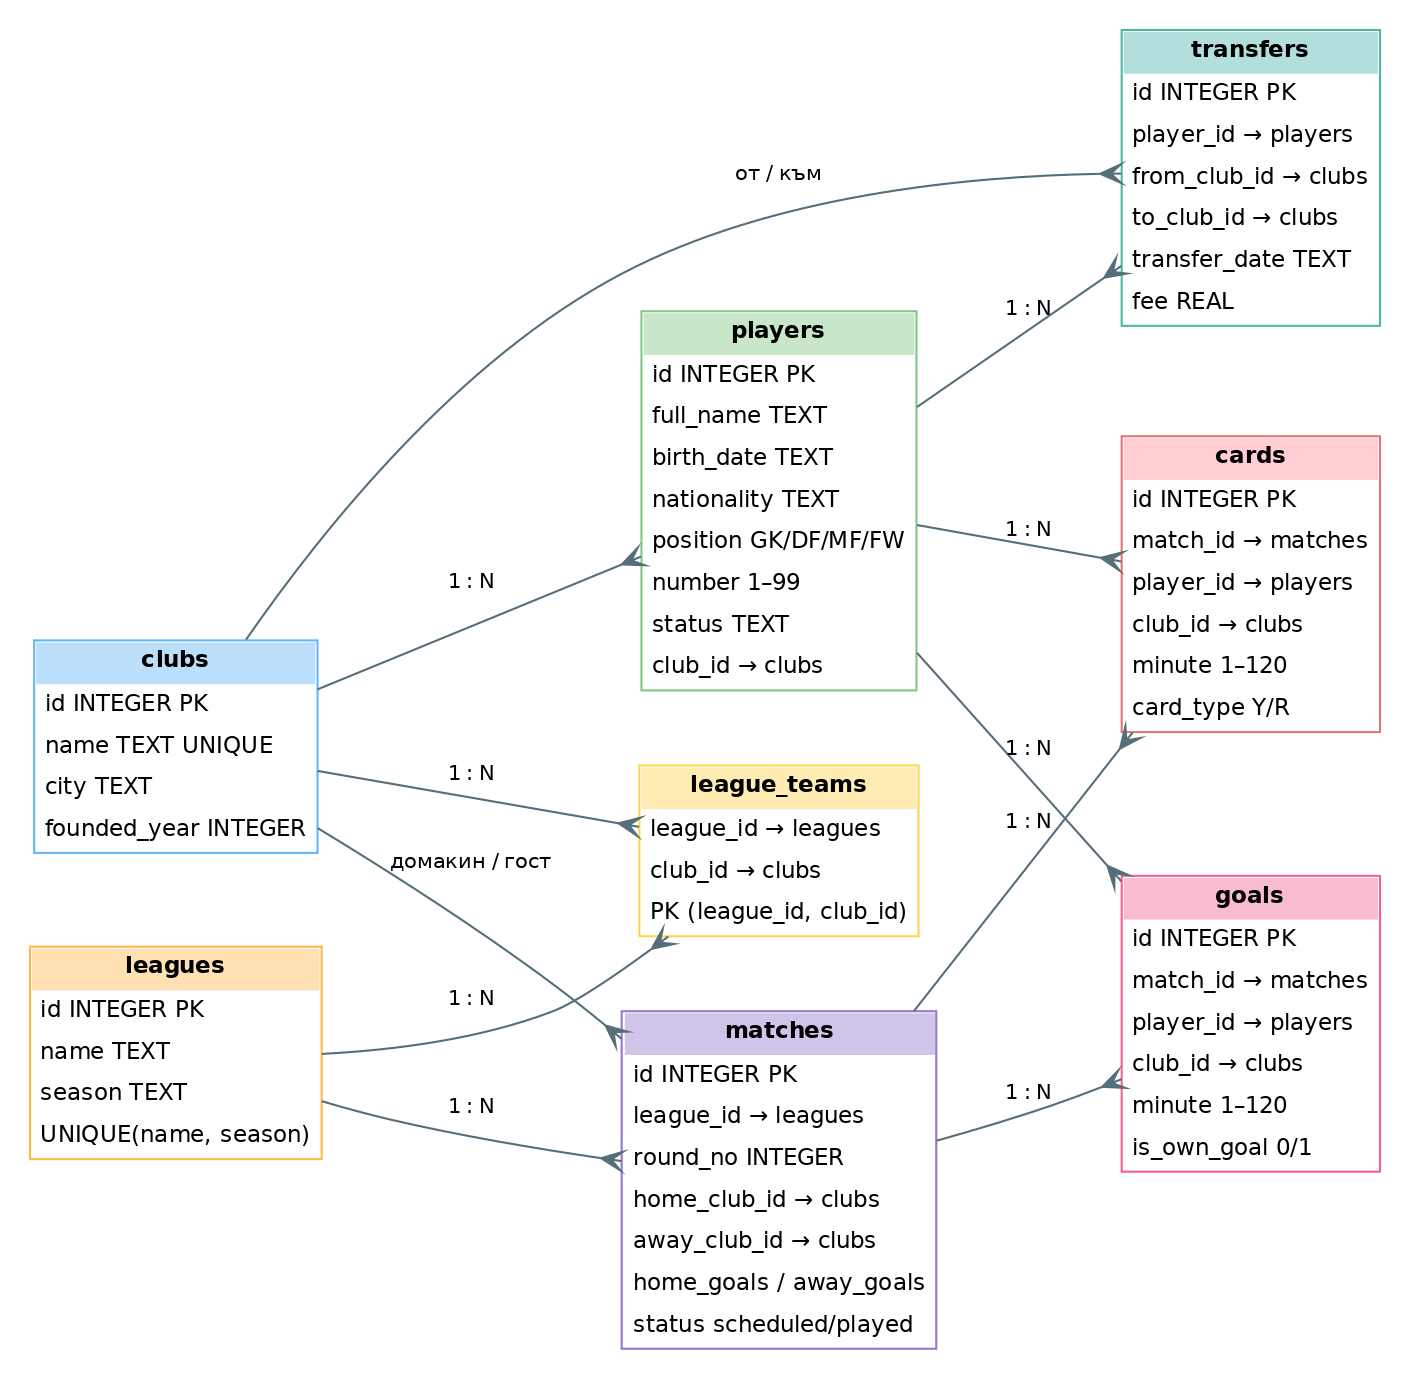 transfers
id INTEGER PK
player_id → players
from_club_id → clubs
to_club_id → clubs
transfer_date TEXT
fee REAL
от / към
1 : N
players
id INTEGER PK
full_name TEXT
birth_date TEXT
nationality TEXT
position GK/DF/MF/FW
number 1–99
status TEXT
club_id → clubs
1 : N
cards
id INTEGER PK
match_id → matches
player_id → players
club_id → clubs
minute 1–120
card_type Y/R
1 : N
clubs
id INTEGER PK
name TEXT UNIQUE
city TEXT
founded_year INTEGER
1 : N
1 : N
league_teams
league_id → leagues
club_id → clubs
PK (league_id, club_id)
1 : N
1 : N
домакин / гост
goals
id INTEGER PK
match_id → matches
player_id → players
club_id → clubs
minute 1–120
is_own_goal 0/1
leagues
id INTEGER PK
name TEXT
season TEXT
UNIQUE(name, season)
1 : N
1 : N
matches
id INTEGER PK
league_id → leagues
round_no INTEGER
home_club_id → clubs
away_club_id → clubs
home_goals / away_goals
status scheduled/played
1 : N